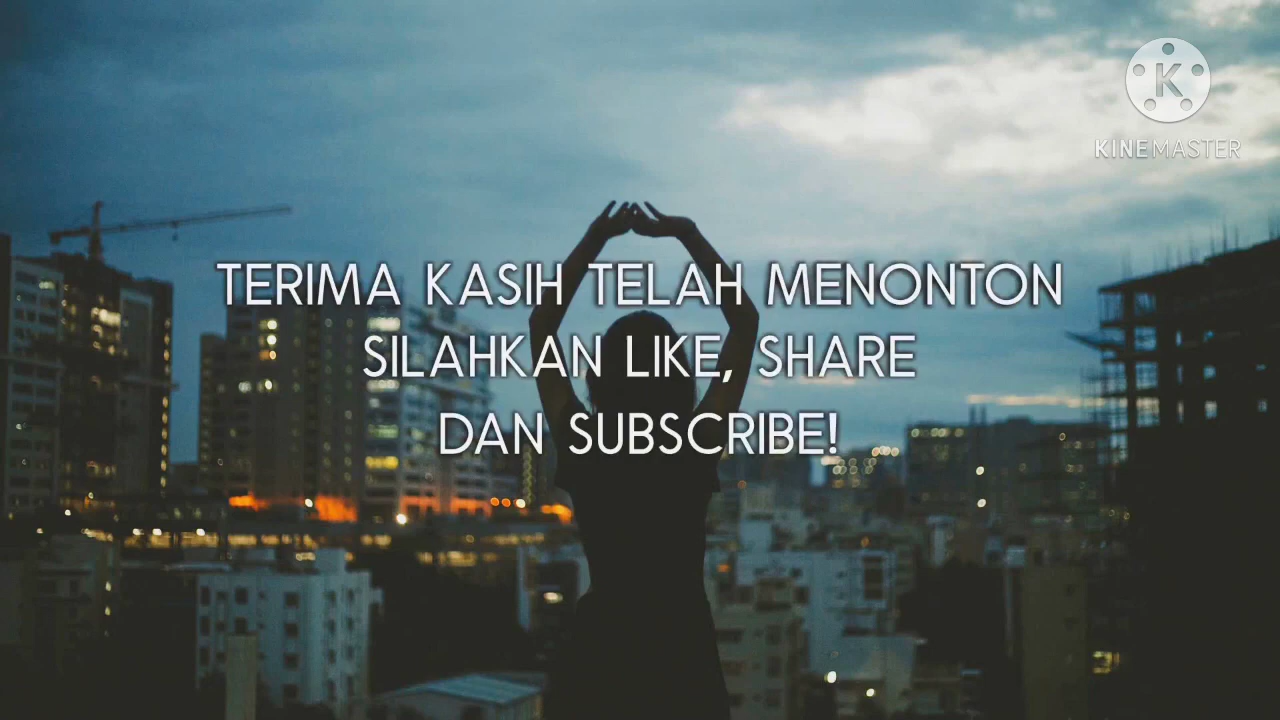 K
KINEMASTER
TERIMA KASIH TELAH MENONTON
SILAHKAN LIKE, SHARE
DAN SUBSCRIBE!